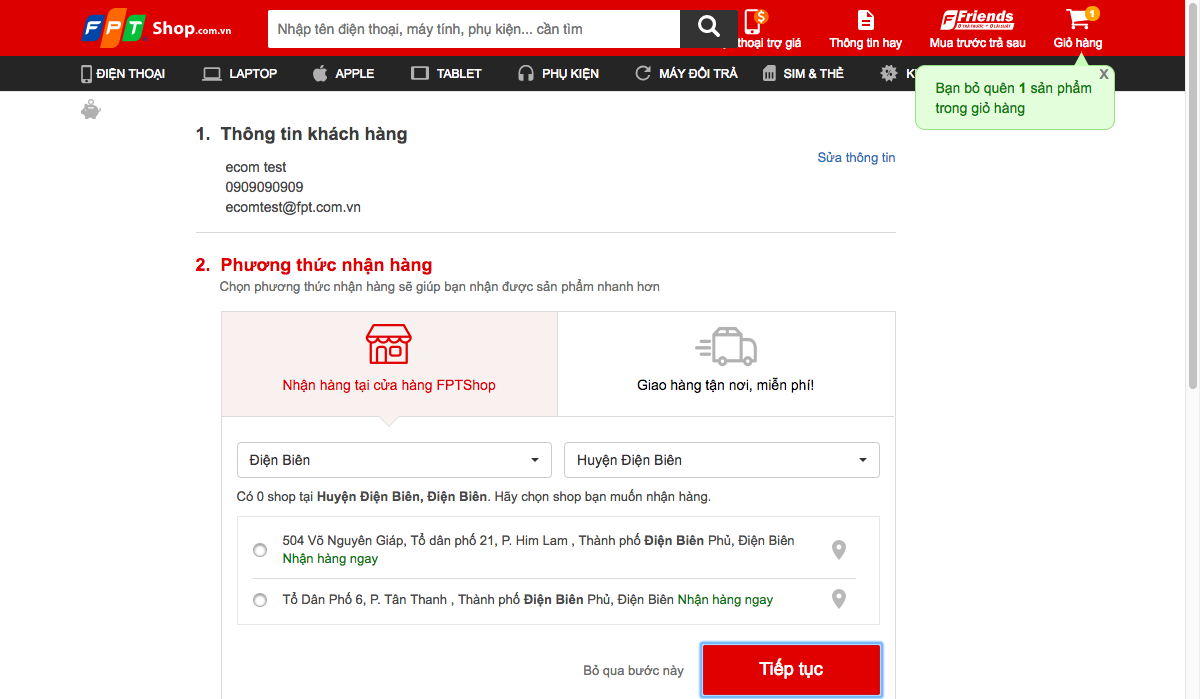 FPT Shop.com.vn
Nhập tên điện thoại, máy tính, phụ kiện... cần tìm
thoại trợ giá
Thông tin hay
Friends
Mua trước trả sau
1
Giỏ hàng
ĐIỆN THOẠI
LAPTOP
APPLE
TABLET
PHỤ KIỆN
MÁY ĐỔI TRẢ
SIM & THẺ
X
Bạn bỏ quên 1 sản phẩm
trong giỏ hàng
1. Thông tin khách hàng
Sửa thông tin
ecom test
0909090909
ecomtest@fpt.com.vn
2. Phương thức nhận hàng
Chọn phương thức nhận hàng sẽ giúp bạn nhận được sản phẩm nhanh hơn
Nhận hàng tại cửa hàng FPTShop
Giao hàng tận nơi, miễn phí!
Điện Biên
Huyện Điện Biên
Có 0 shop tại Huyện Điện Biên, Điện Biên. Hãy chọn shop bạn muốn nhận hàng.
504 Võ Nguyên Giáp, Tổ dân phố 21, P. Him Lam , Thành phố Điện Biên Phủ, Điện Biên
Nhận hàng ngay
Tổ Dân Phố 6, P. Tân Thanh , Thành phố Điện Biên Phủ, Điện Biên Nhận hàng ngay
Bỏ qua bước này
Tiếp tục